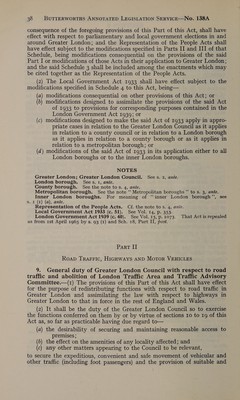 38 BUTTERWORTHS ANNOTATED LEGISLATION SERVICE—No. 138A
consequence of the foregoing provisions of this Part of this Act, shall have
effect with respect to parliamentary and local government elections in and
around Greater London; and the Representation of the People Acts shall
have effect subject to the modifications specified in Parts II and III of that
Schedule, being modifications consequential on the provisions of the said
Part I or modifications of those Acts in their application to Greater London;
and the said Schedule 3 shall be included among the enactments which may
be cited together as the Representation of the People Acts.
(2) The Local Government Act 1933 shall have effect subject to the
modifications specified in Schedule 4 to this Act, being—
(a) modifications consequential on other provisions of this Act; or
(b) modifications designed to assimilate the provisions of the said Act
of 1933 to provisions for corresponding purposes contained in the
London Government Act 1939; or
(c) modifications designed to make the said Act of 1933 apply in appro-
priate cases in relation to the Greater London Council as it applies
in relation to a county council or in relation to a London borough
as it applies in relation to a county borough or as it applies in
relation to a metropolitan borough; or
(d) modifications of the said Act of 1933 in its application either to all
London boroughs or to the inner London boroughs.
NOTES
Greater London; Greater London Council. See s. 2, ante.
London borough. See s. 1, ante.
County borough. See the note to s. 4, ante.
Metropolitan borough. See the note "Metropolitan boroughs" to s. 3, ante.
Inner London borough. For meaning of "inner London borough", see
s. 1 (1) (a), ante.
Representation of the People Acts. Cf. the note to s. 4, ante.
Local Government Act 1933 (c. 51). See Vol. 14, p. 353.
London Government Act 1939 (c. 40). See Vol. 15, p. 1073. That Act is repealed
as from 1st April 1965 by s. 93 (1) and Sch. 18, Part II, post.
PART II
ROAD TRAFFIC, HIGHWAYS AND MOTOR VEHICLES
9. General duty of Greater London Council with respect to road
traffic and abolition of London Traffic Area and Traffic Advisory
Committee.—(1) The provisions of this Part of this Act shall have effect
for the purpose of redistributing functions with respect to road traffic in
Greater London and assimilating the law with respect to highways in
Greater London to that in force in the rest of England and Wales.
(2) It shall be the duty of the Greater London Council so to exercise
the functions conferred on them by or by virtue of sections 10 to 19 of this
Act as, so far as practicable having due regard to—
(a) the desirability of securing and maintaining reasonable access to
premises;
(b) the effect on the amenities of any locality affected; and
(c) any other matters appearing to the Council to be relevant,
to secure the expeditious, convenient and safe movement of vehicular and
other traffic (including foot passengers) and the provision of suitable and